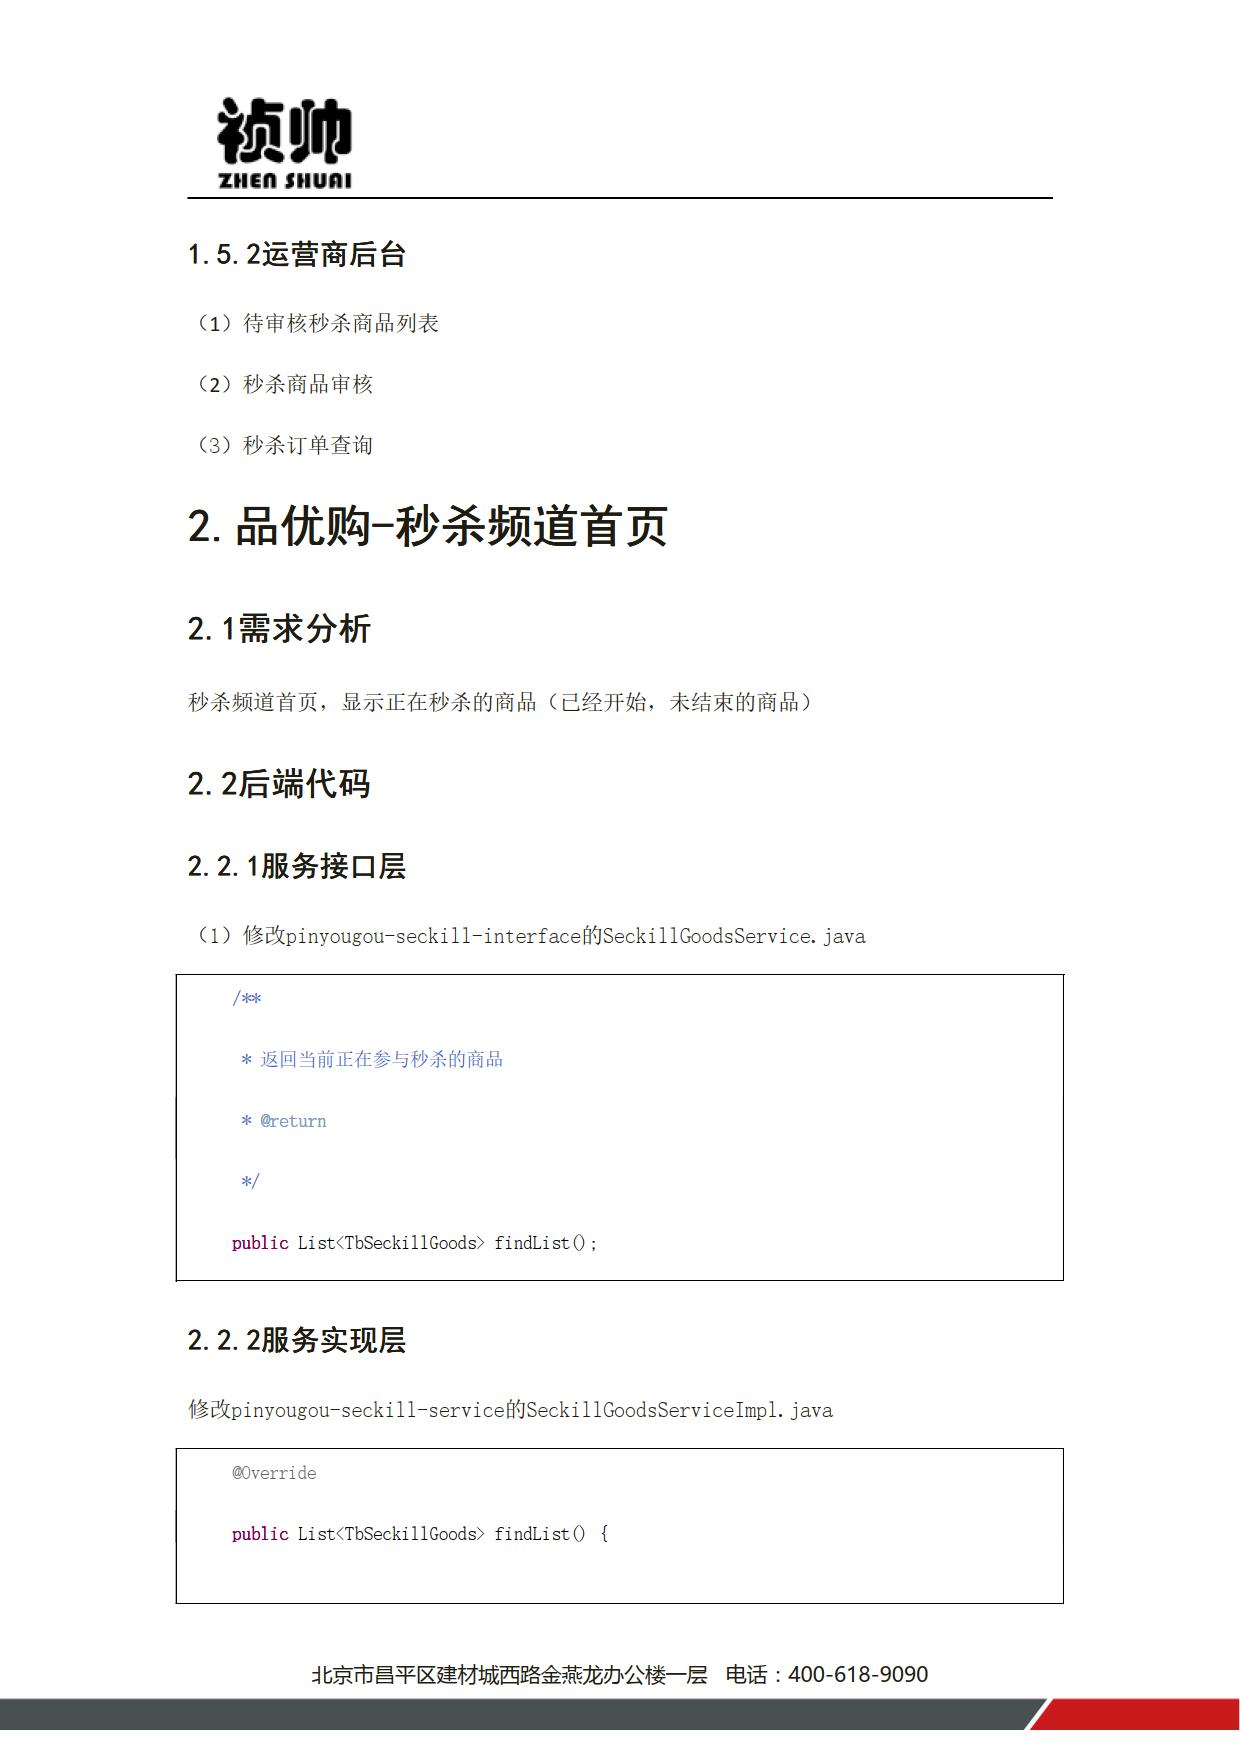 祯帅
ZHEN SHUAI
1.5.2运营商后台
（1）待审核秒杀商品列表
（2）秒杀商品审核
（3）秒杀订单查询
2.品优购-秒杀频道首页
2.1需求分析
秒杀频道首页，显示正在秒杀的商品（已经开始，未结束的商品）
2.2后端代码
2.2.1服务接口层
（1）修改pinyougou-seckill-interface的SeckillGoodsService.java
/**
* 返回当前正在参与秒杀的商品
* @return
*/
public List<TbSeckillGoods> findList();
2.2.2服务实现层
修改pinyougou-seckill-service的SeckillGoodsServiceImpl.java
@Override
public List<TbSeckillGoods> findList() {
北京市昌平区建材城西路金燕龙办公楼一层 电话：400-618-9090